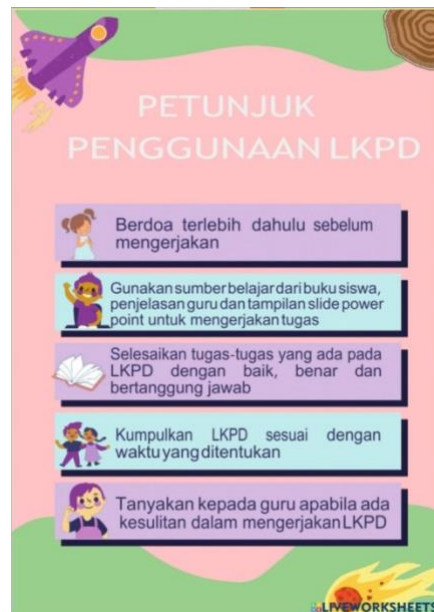 PETUNJUK
PENGGUNAAN LKPD
Berdoa terlebih dahulu sebelum
mengerjakan
Gunakan sumber belajar dari buku siswa,
penjelasan guru dan tampilan slide power
point untuk mengerjakan tugas
Selesaikan tugas-tugas yang ada pada
LKPD dengan baik, benar dan
bertanggung jawab
Kumpulkan LKPD sesuai dengan
waktu yang ditentukan
Tanyakan kepada guru apabila ada
kesulitan dalam mengerjakan LKPD
LIVEWORKSHEETS